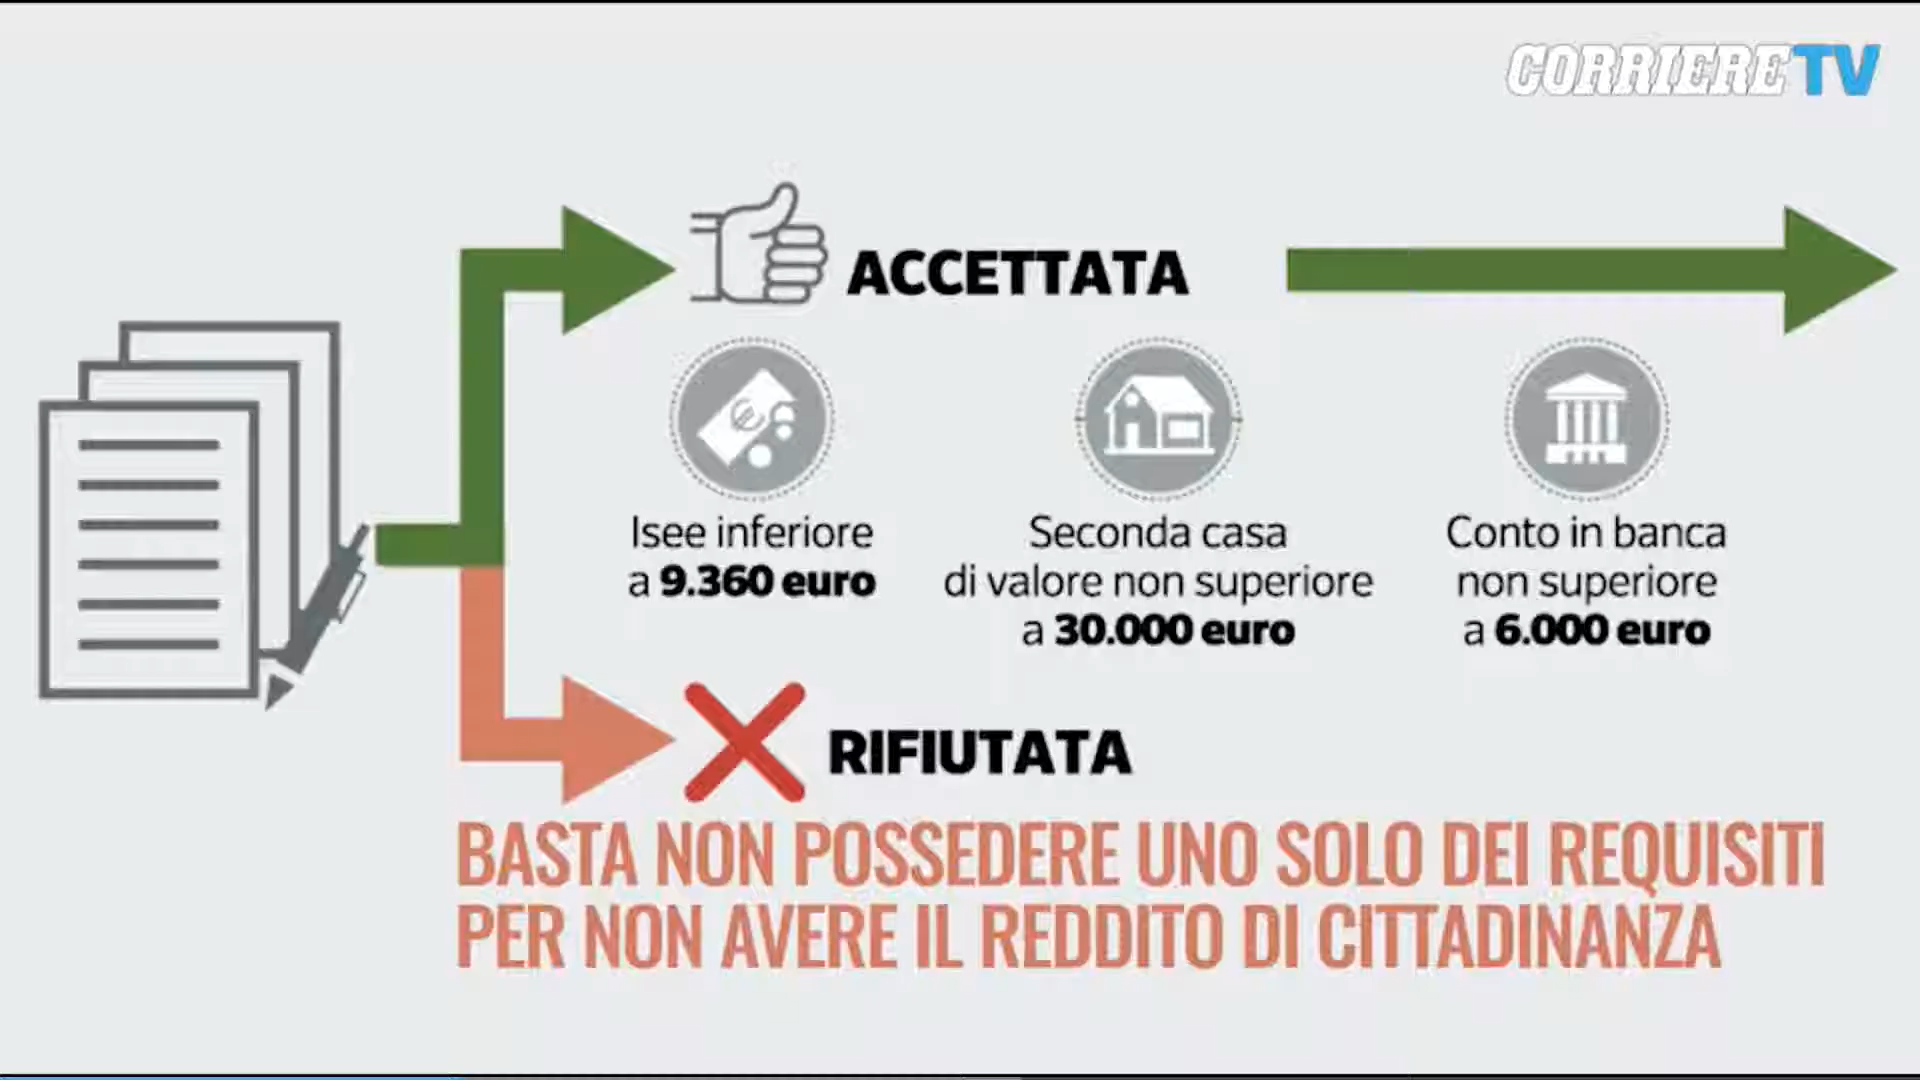 CORRIERE TV
ACCETTATA
Isee inferiore
a 9.360 euro
Seconda casa
di valore non superiore
a 30.000 euro
Conto in banca
non superiore
a 6.000 euro
RIFIUTATA
BASTA NON POSSEDERE UNO SOLO DEI REQUISITI
PER NON AVERE IL REDDITO DI CITTADINANZA